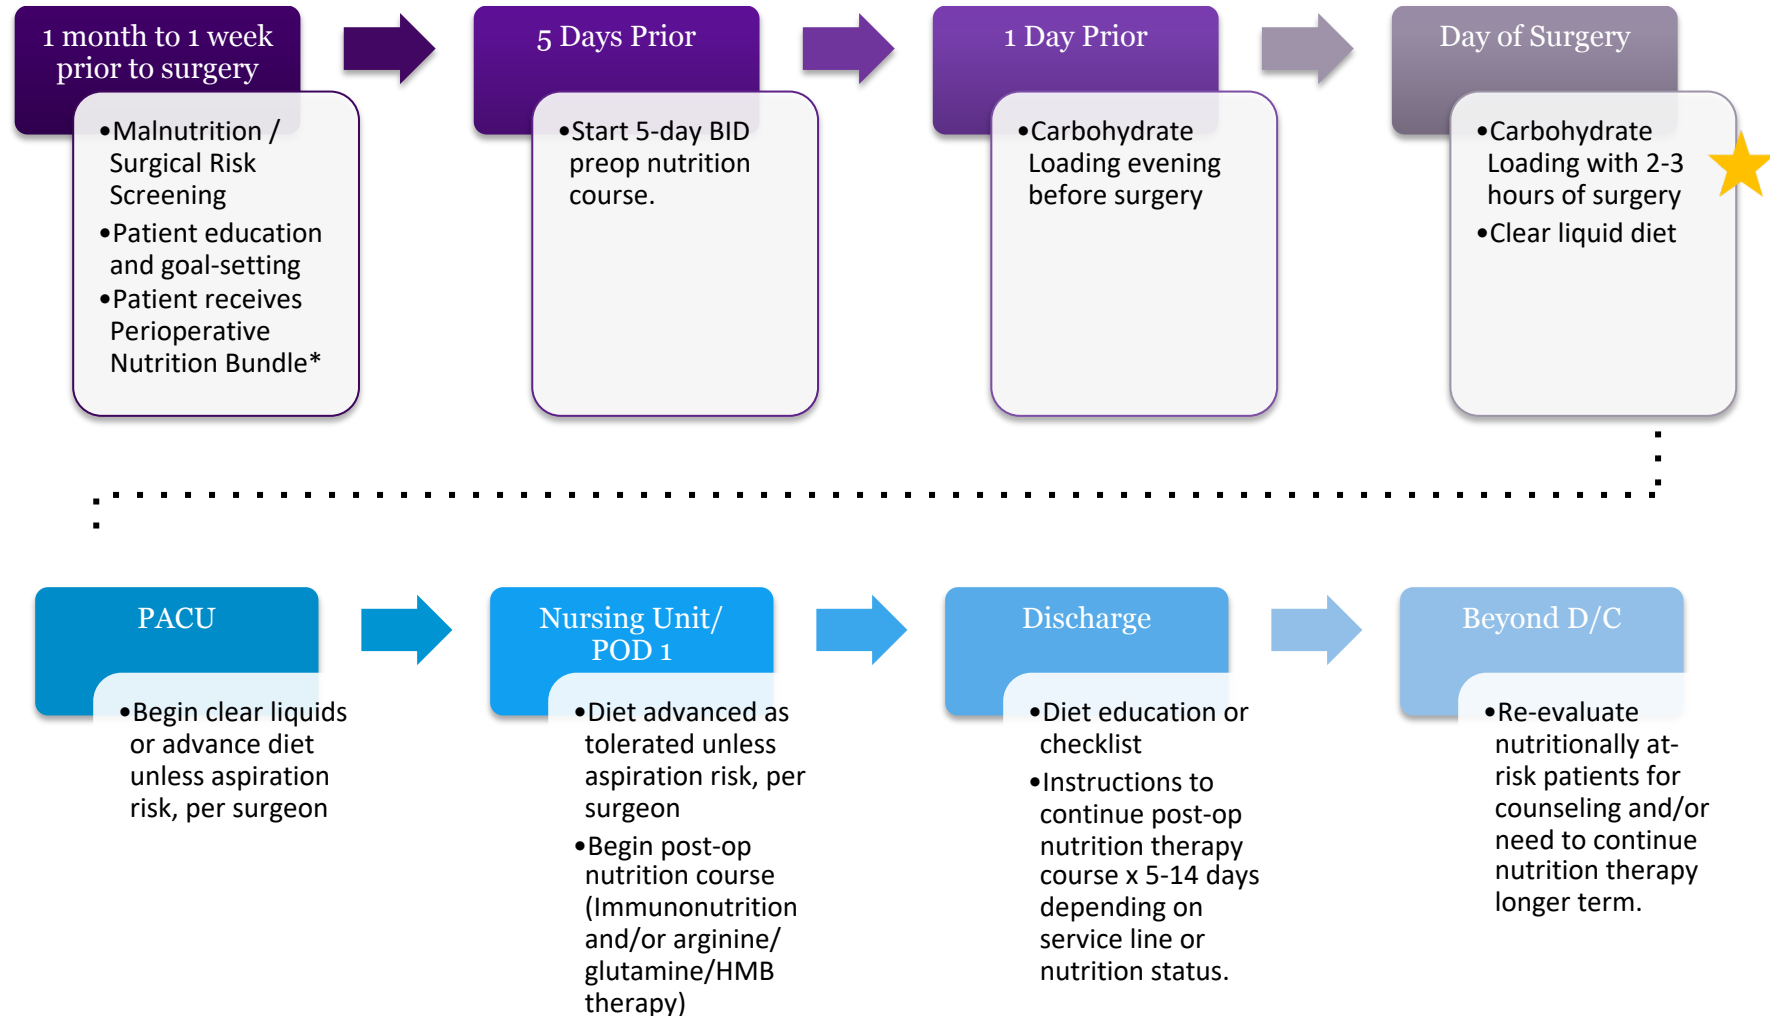 1 month to 1 week
prior to surgery
•Malnutrition /
Surgical Risk
Screening
•Patient education
and goal-setting
•Patient receives
Perioperative
Nutrition Bundle*
5 Days Prior
•Start 5-day BID
preop nutrition
course.
1 Day Prior
•Carbohydrate
Loading evening
before surgery
Day of Surgery
•Carbohydrate
Loading with 2-3
hours of surgery
•Clear liquid diet
PACU
•Begin clear liquids
or advance diet
unless aspiration
risk, per surgeon
Nursing Unit/
POD 1
•Diet advanced as
tolerated unless
aspiration risk, per
surgeon
•Begin post-op
nutrition course
(Immunonutrition
and/or arginine/
glutamine/HMB
therapy)
Discharge
•Diet education or
checklist
•Instructions to
continue post-op
nutrition therapy
course x 5-14 days
depending on
service line or
nutrition status.
Beyond D/C
•Re-evaluate
nutritionally at-
risk patients for
counseling and/or
need to continue
nutrition therapy
longer term.